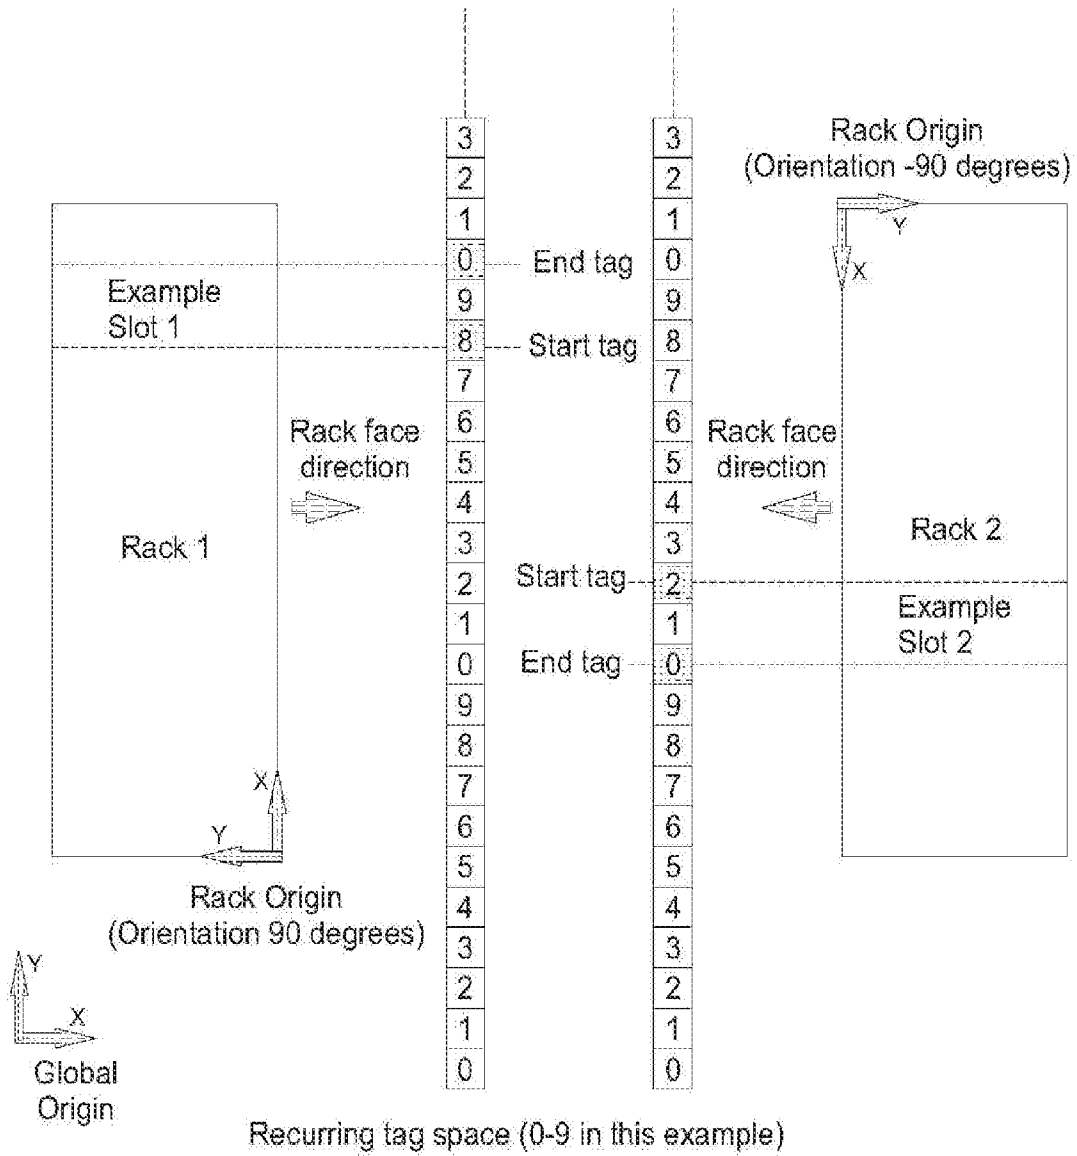 3 3
2 2
1 1
0 0
9 9
8 8
7 7
6 6
5 5
4 4
3 3
2 2
1 1
0 0
9 9
8 8
7 7
6 6
5 5
4 4
3 3
2 2
1 1
0 0
Rack Origin
(Orientation -90 degrees)
Y
X
End tag
Example
Slot 1
Start tag
Rack face
direction
Rack face
direction
Rack 1
Rack 2
Start tag
Example
Slot 2
End tag
X
Y
Rack Origin
(Orientation 90 degrees)
Y
X
Global
Origin
Recurring tag space (0-9 in this example)